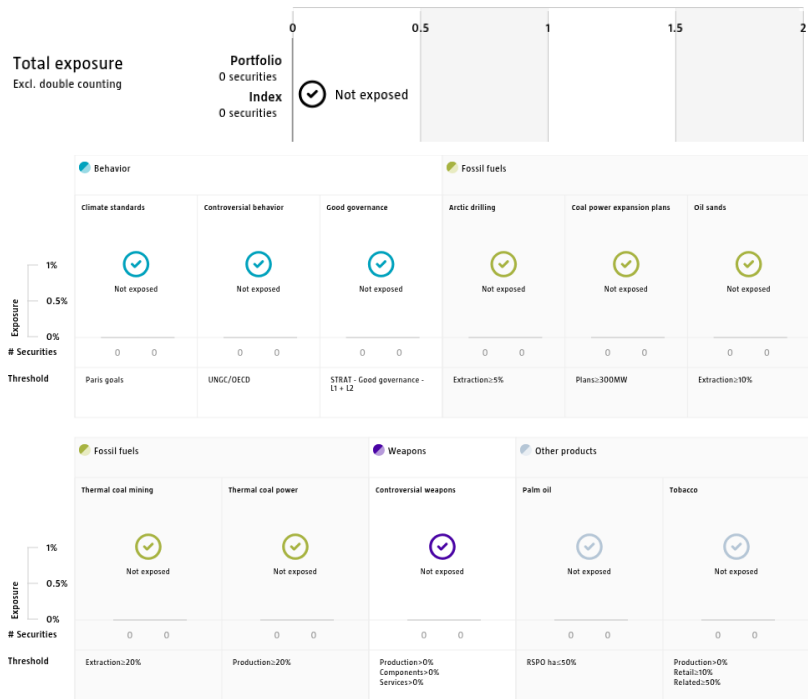 0 0.5 1 1.5 2
Total exposure
Excl. double counting
Portfolio
0 securities
Index
0 securities
Not exposed
Behavior Fossil fuels
Climate standards Controversial behavior Good governance Arctic drilling Coal power expansion plans Oil sands
Exposure
1%
0.5%
0%
Not exposed Not exposed Not exposed Not exposed Not exposed Not exposed
# Securities 0 0 0 0 0 0 0 0 0 0 0 0
Threshold Paris goals UNGC/OECD STRAT - Good governance - Extraction≥5% Plans≥300MW Extraction≥10%
L1 + L2
Fossil fuels Weapons Other products
Thermal coal mining Thermal coal power Controversial weapons Palm oil Tobacco
Exposure
1%
0.5%
0%
Not exposed Not exposed Not exposed Not exposed Not exposed
# Securities 0 0 0 0 0 0 0 0 0 0
Threshold Extraction≥20% Production≥20% Production>0% RSPO ha≤50% Production>0%
Components>0% Retail≥10%
Services>0% Related≥50%